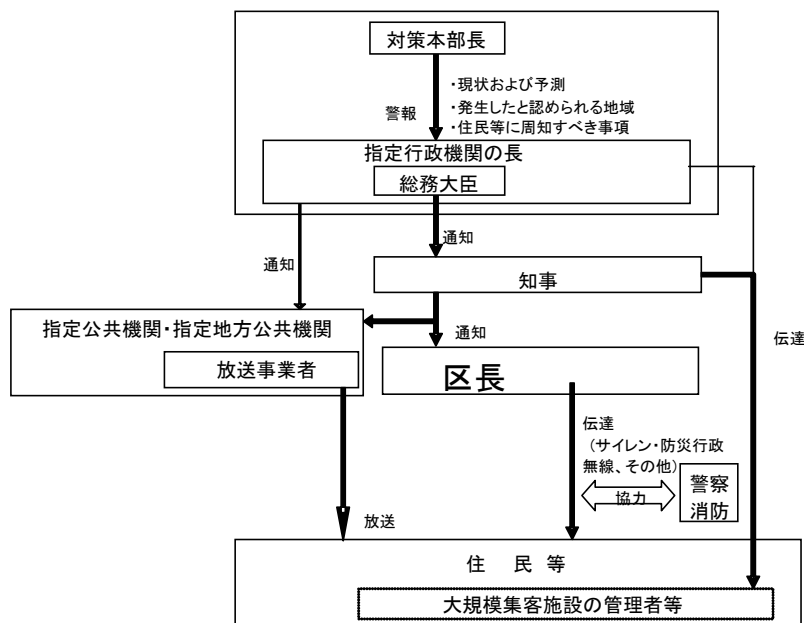 対策本部長
・現状および予測
・発生したと認められる地域
・住民等に周知すべき事項
警報
指定行政機関の長
総務大臣
通知
通知
知事
指定公共機関・指定地方公共機関
放送事業者
通知
区長
伝達
伝達
(サイレン・防災行政
無線、その他)
協力
警察
消防
放送
住 民 等
大規模集客施設の管理者等